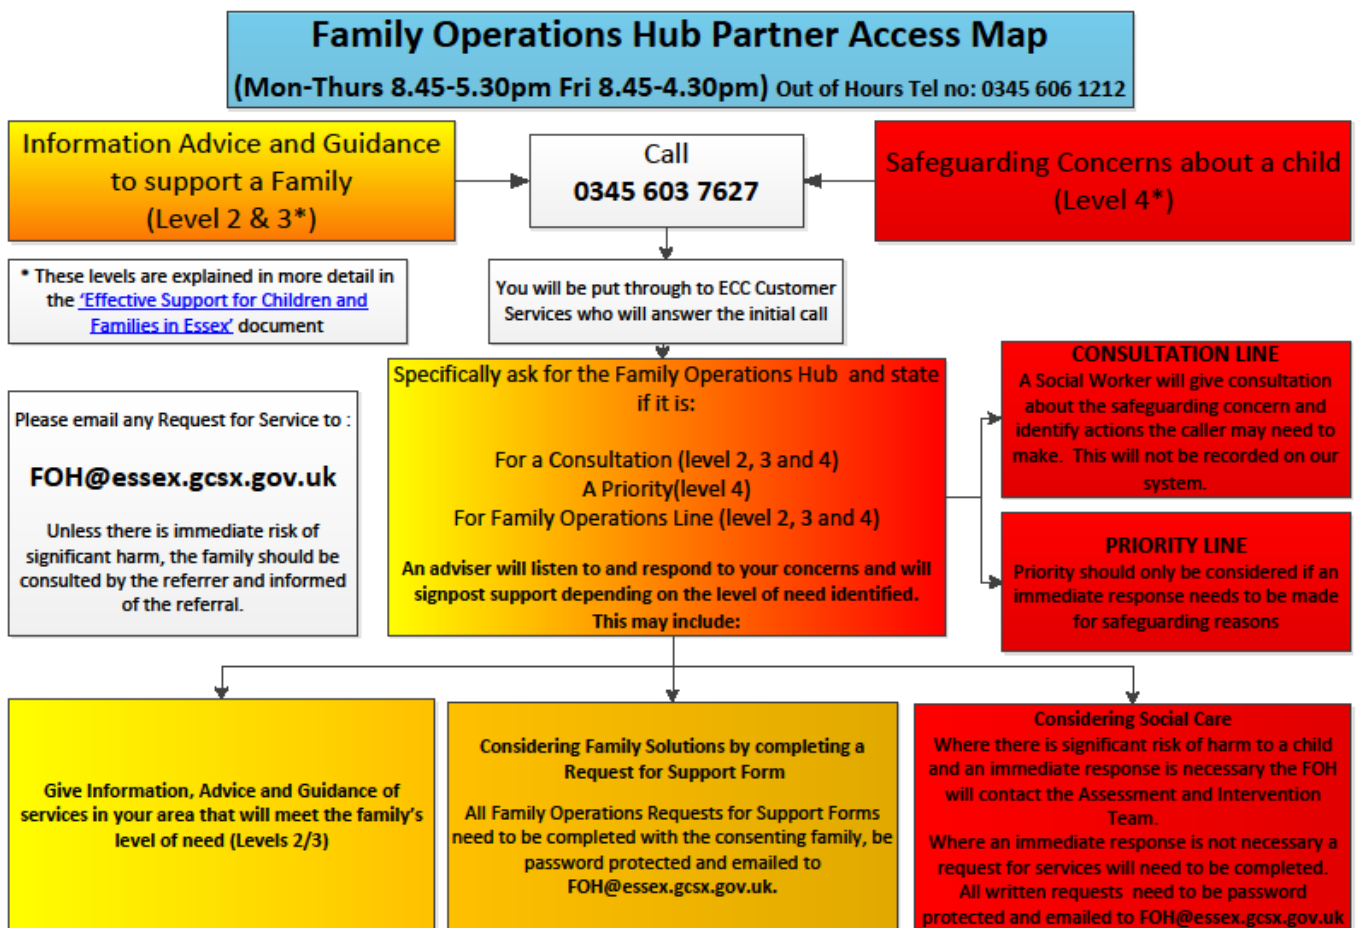 Family Operations Hub Partner Access Map
(Mon-Thurs 8.45-5.30pm Fri 8.45-4.30pm) Out of Hours Tel no: 0345 606 1212
Information Advice and Guidance
to support a Family
(Level 2 & 3*)
Call
0345 603 7627
Safeguarding Concerns about a child
(Level 4*)
* These levels are explained in more detail in
the 'Effective Support for Children and
Families in Essex' document
You will be put through to ECC Customer
Services who will answer the initial call
Please email any Request for Service to :
FOH@essex.gcsx.gov.uk
Unless there is immediate risk of
significant harm, the family should be
consulted by the referrer and informed
of the referral.
Specifically ask for the Family Operations Hub  and state
if it is:
For a Consultation (level 2, 3 and 4)
A Priority(level 4)
For Family Operations Line (level 2, 3 and 4)
An adviser will listen to and respond to your concerns and will
signpost support depending on the level of need identified.
This may include:
CONSULTATION LINE
A Social Worker will give consultation
about the safeguarding concern and
identify actions the caller may need to
make.  This will not be recorded on our
system.
PRIORITY LINE
Priority should only be considered if an
immediate response needs to be made
for safeguarding reasons
Give Information, Advice and Guidance of
services in your area that will meet the family's
level of need (Levels 2/3)
Considering Family Solutions by completing a
Request for Support Form
All Family Operations Requests for Support Forms
need to be completed with the consenting family, be
password protected and emailed to
FOH@essex.gcsx.gov.uk.
Considering Social Care
Where there is significant risk of harm to a child
and an immediate response is necessary the FOH
will contact the Assessment and Intervention
Team.
Where an immediate response is not necessary a
request for services will need to be completed.
All written requests  need to be password
protected and emailed to FOH@essex.gcsx.gov.uk